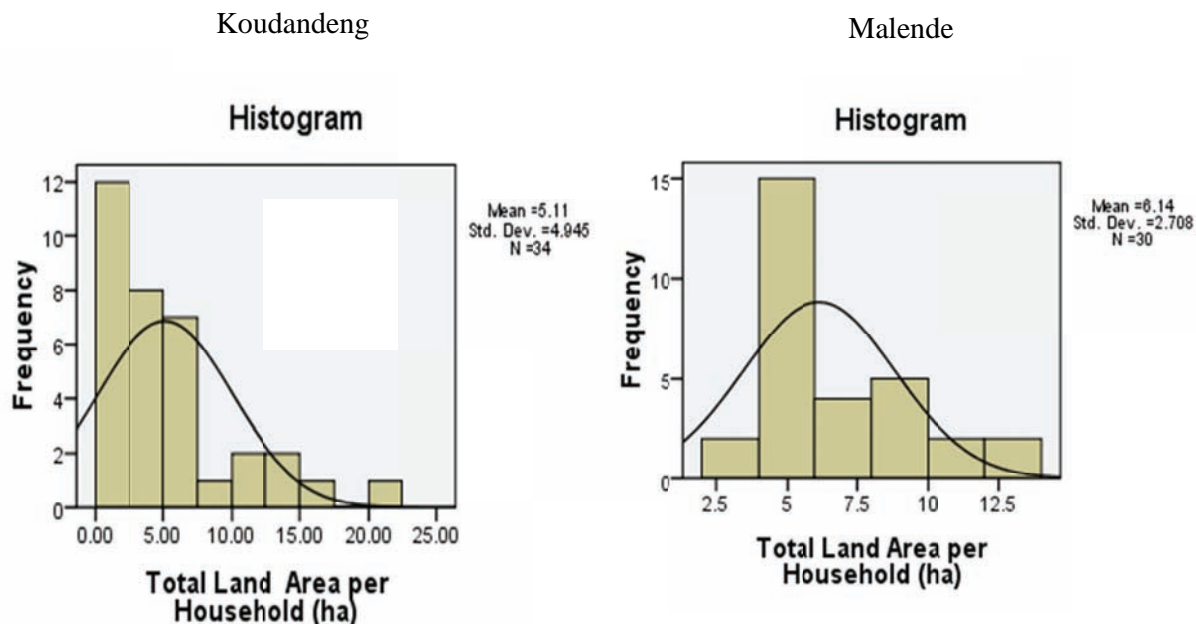 Koudandeng
Histogram
Frequency
12
10
8
6
4
2
0
0.00 5.00 10.00 15.00 20.00 25.00
Total Land Area per
Household (ha)
Mean =5.11
Std. Dev. =4.945
N =34
Malende
Histogram
Frequency
15
10
5
0
2.5 5 7.5 10 12.5
Total Land Area per
Household (ha)
Mean =6.14
Std. Dev. =2.708
N =30